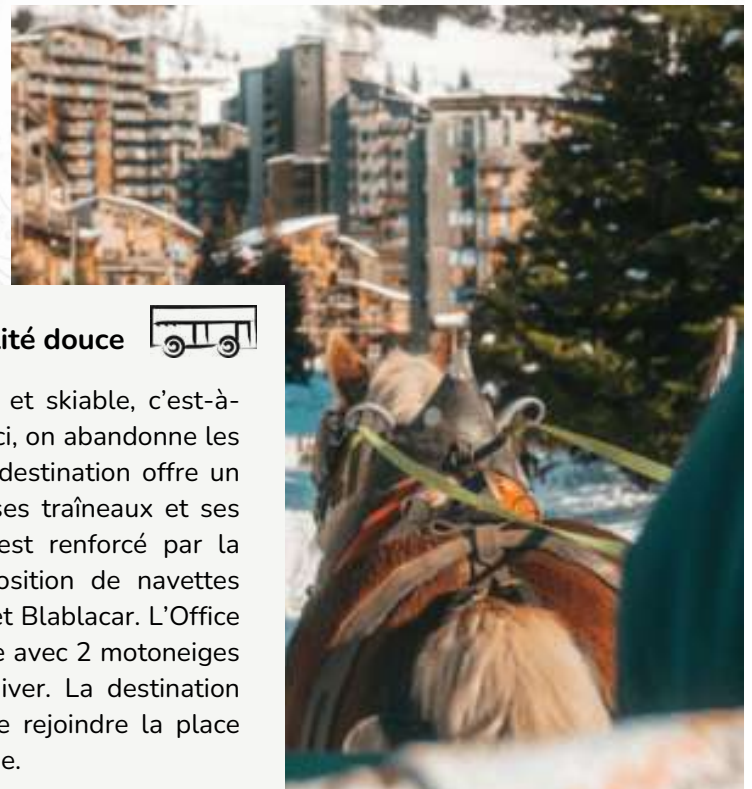 ité douce
et skiable, c’est-à-
ci, on abandonne les
destination offre un
ses traîneaux et ses
est renforcé par la
osition de navettes
et Blablacar. L’Office
e avec 2 motoneiges
iver. La destination
e rejoindre la place
e.